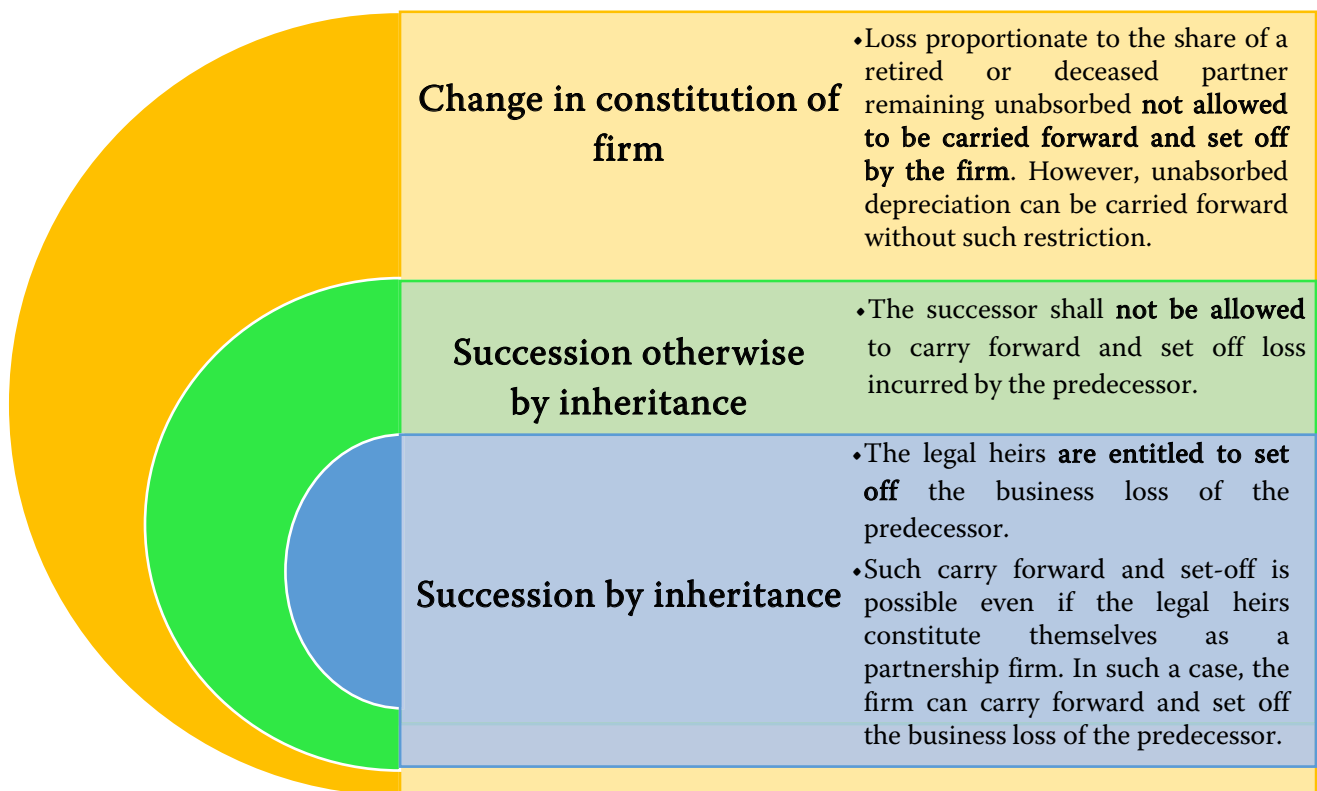 Change in constitution of
firm
•Loss proportionate to the share of a
retired or deceased partner
remaining unabsorbed not allowed
to be carried forward and set off
by the firm. However, unabsorbed
depreciation can be carried forward
without such restriction.
Succession otherwise
by inheritance
•The successor shall not be allowed
to carry forward and set off loss
incurred by the predecessor.
Succession by inheritance
•The legal heirs are entitled to set
off the business loss of the
predecessor.
•Such carry forward and set-off is
possible even if the legal heirs
constitute themselves as a
partnership firm. In such a case, the
firm can carry forward and set off
the business loss of the predecessor.